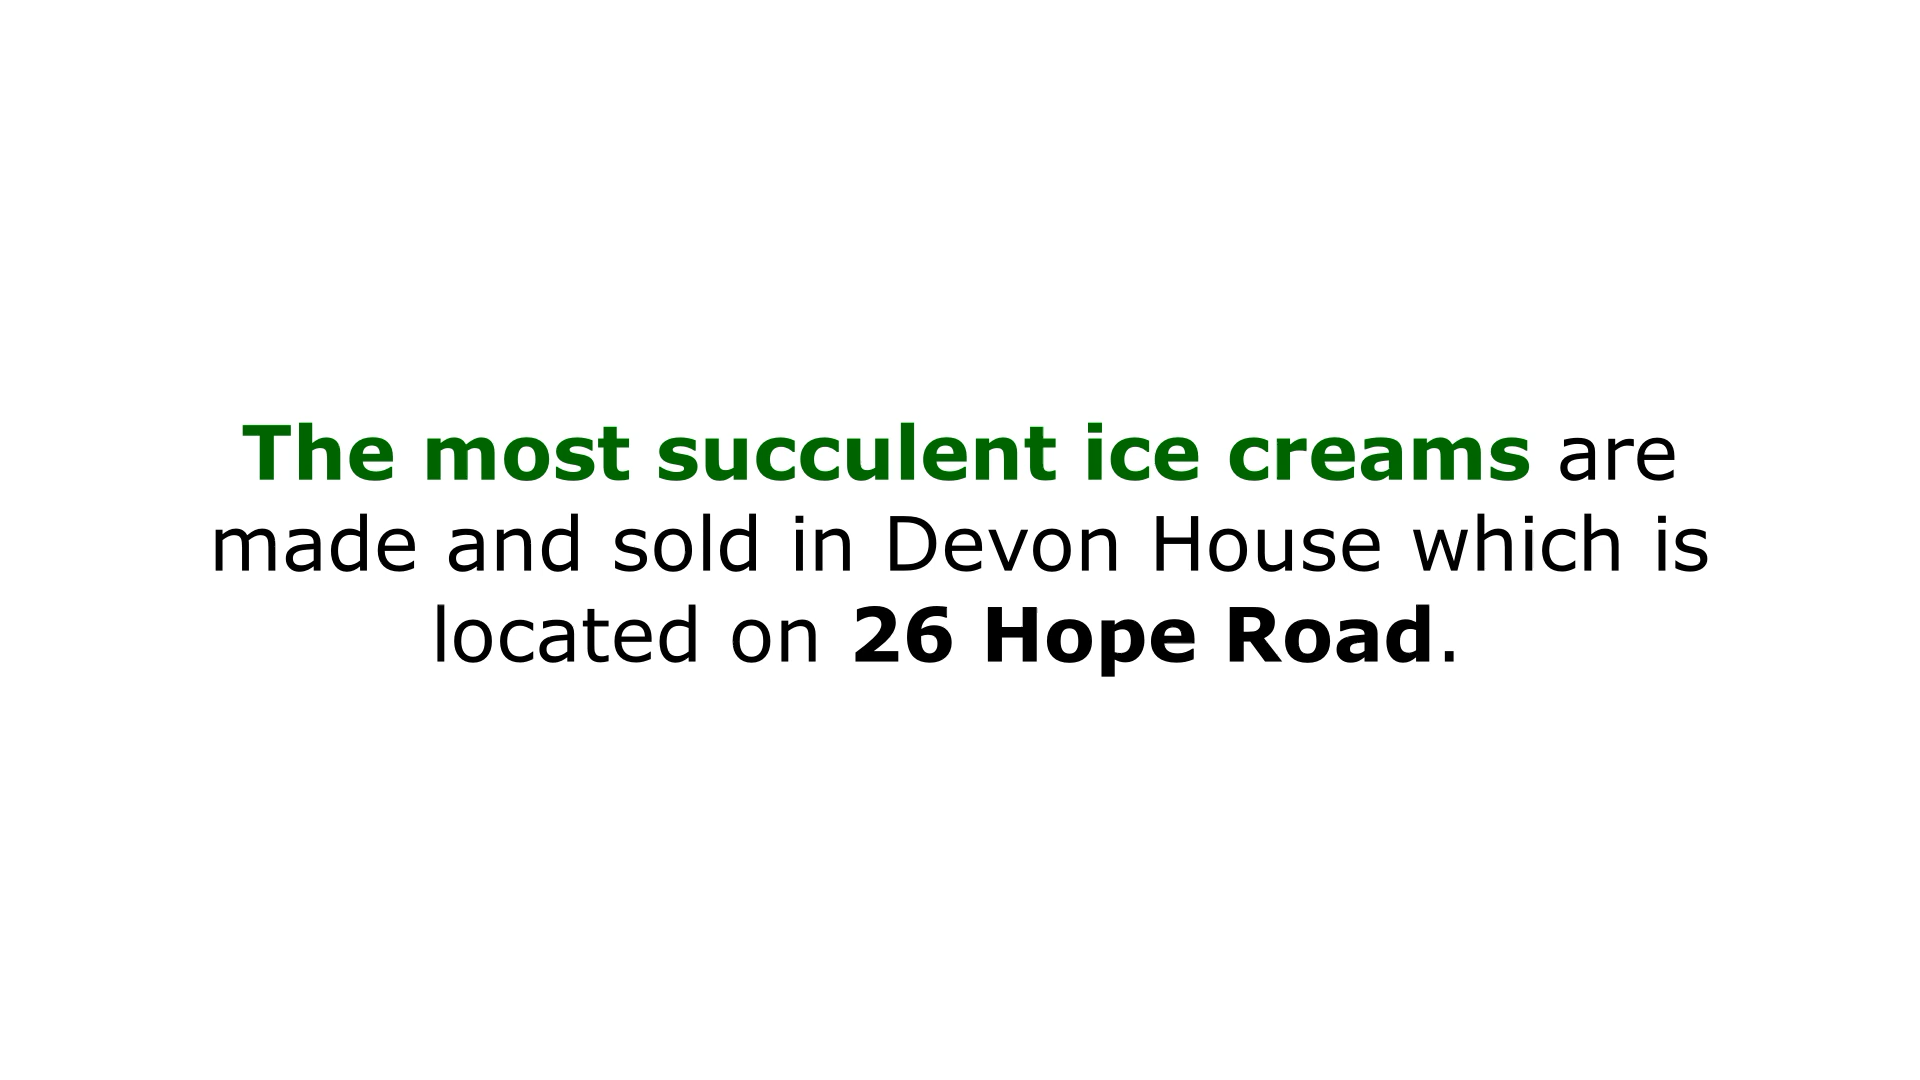 The most succulent ice creams are
made and sold in Devon House which is
located on 26 Hope Road.